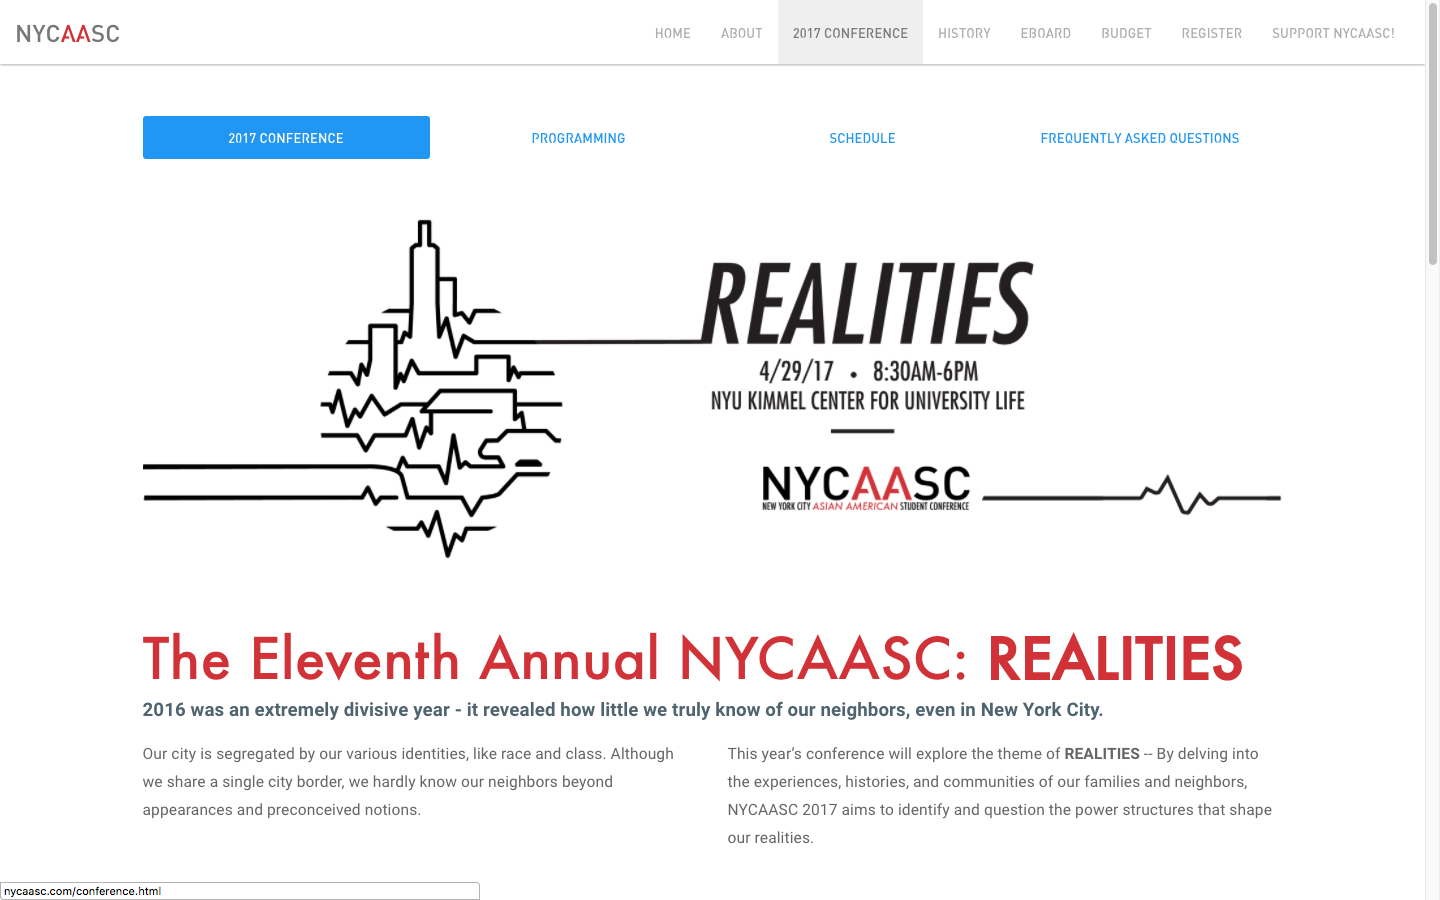 NYCAASC
HOME ABOUT 2017 CONFERENCE HISTORY EBOARD BUDGET REGISTER SUPPORT NYCAASC!
2017 CONFERENCE PROGRAMMING SCHEDULE FREQUENTLY ASKED QUESTIONS
REALITIES
4/29/17 • 8:30AM-6PM
NYU KIMMEL CENTER FOR UNIVERSITY LIFE
NYCAASC
NEW YORK CITY ASIAN AMERICAN STUDENT CONFERENCE
The Eleventh Annual NYCAASC: REALITIES
2016 was an extremely divisive year - it revealed how little we truly know of our neighbors, even in New York City.
Our city is segregated by our various identities, like race and class. Although
we share a single city border, we hardly know our neighbors beyond
appearances and preconceived notions.
This year’s conference will explore the theme of REALITIES -- By delving into
the experiences, histories, and communities of our families and neighbors,
NYCAASC 2017 aims to identify and question the power structures that shape
our realities.
nycaasc.com/conference.html